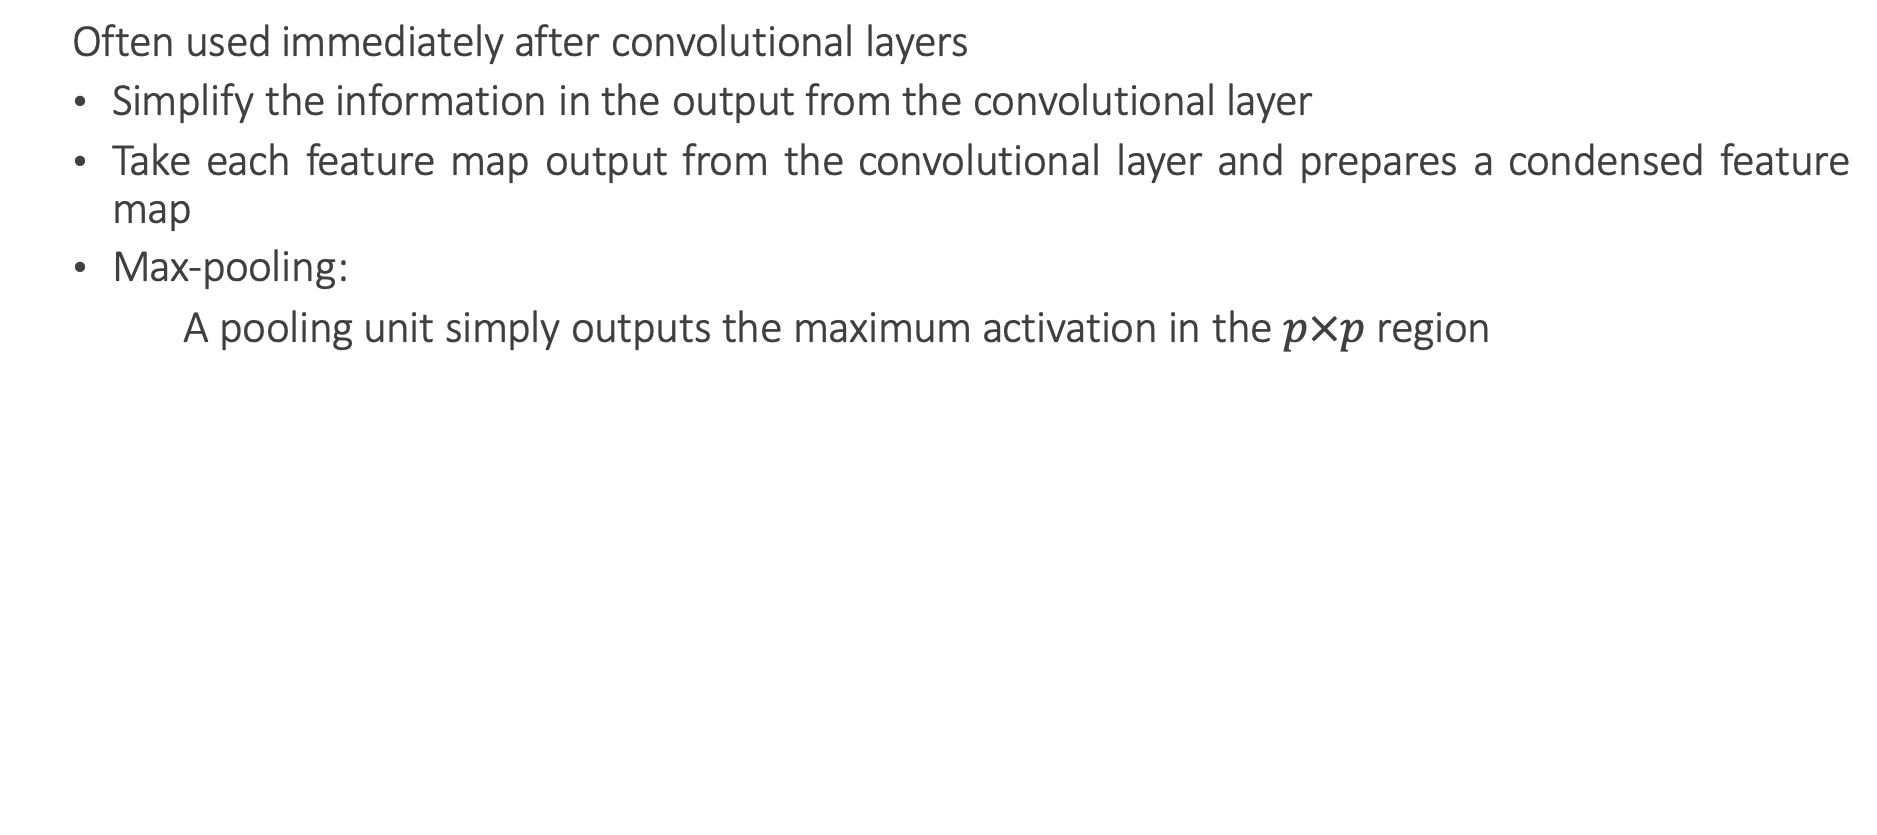 Often used immediately after convolutional layers
• Simplify the information in the output from the convolutional layer
• Take each feature map output from the convolutional layer and prepares a condensed feature
map
• Max-pooling:
A pooling unit simply outputs the maximum activation in the p×p region